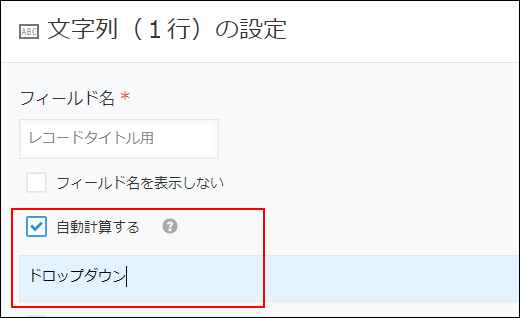 ABC 文字列（１行）の設定
フィールド名 *
レコードタイトル用
フィールド名を表示しない
自動計算する ?
ドロップダウン